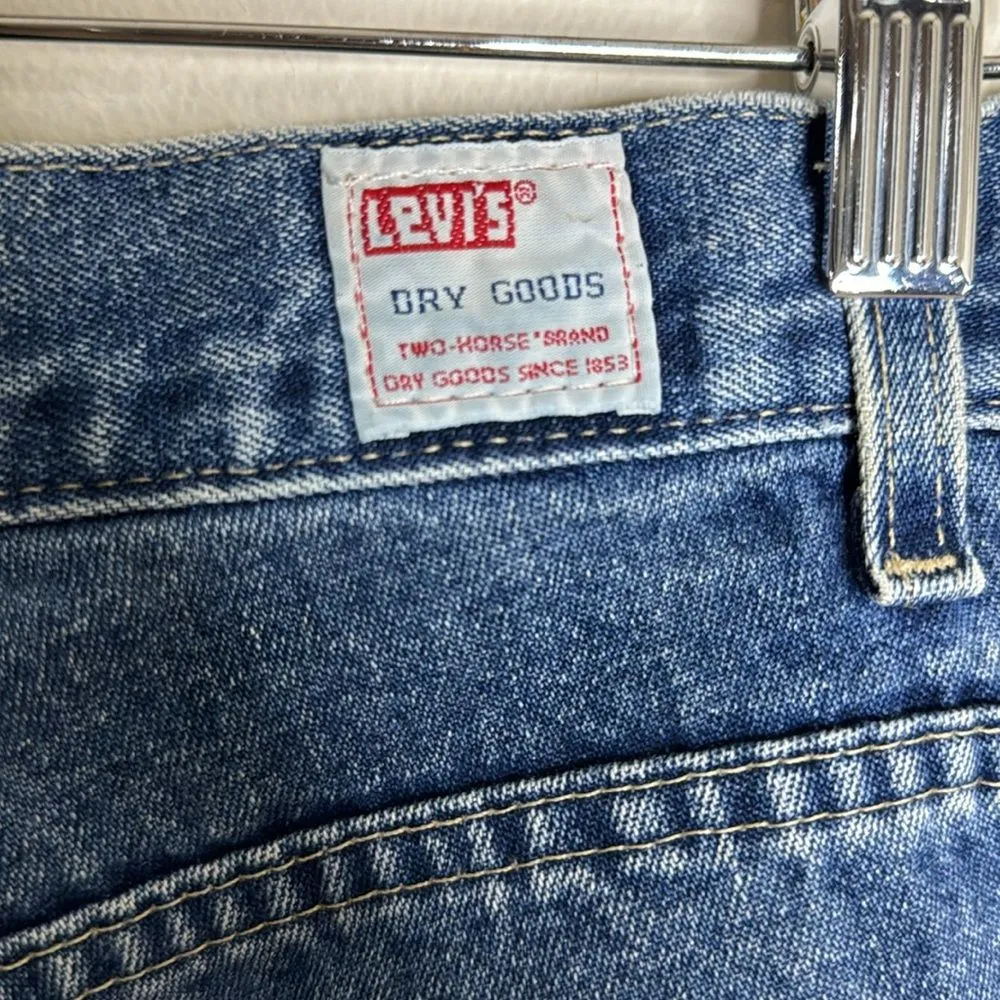 LEVI'S®
DRY GOODS
TWO-HORSE® BRAND
DRY GOODS SINCE 1853